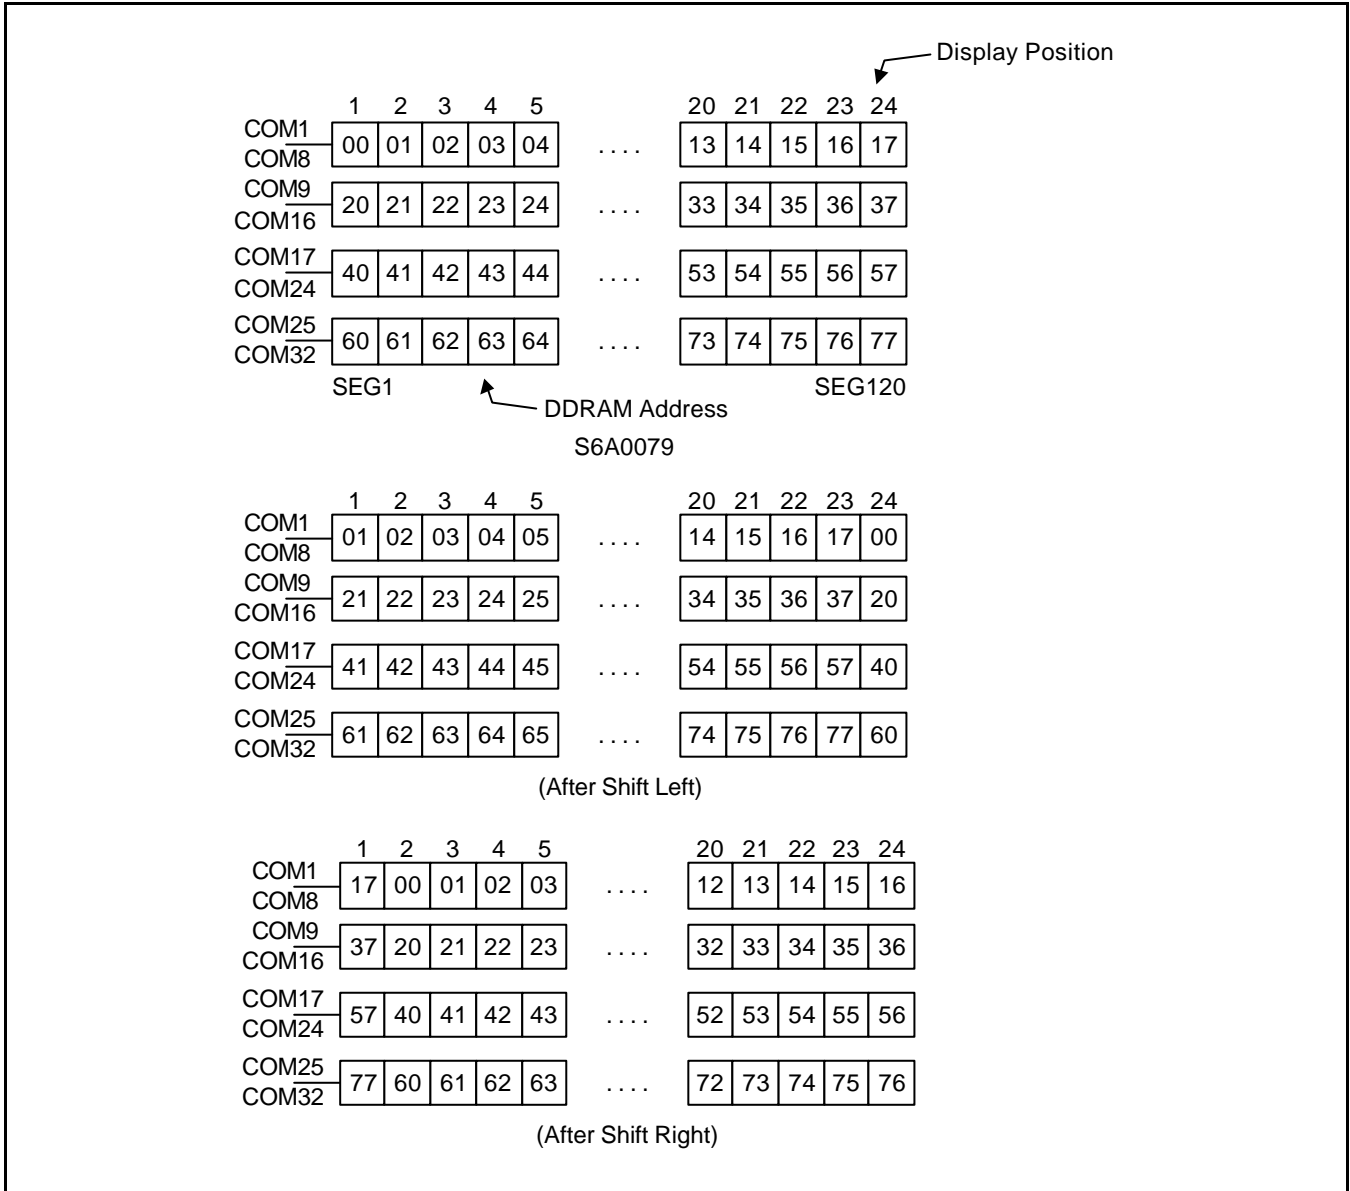 Display Position
1 2 3 4 5 20 21 22 23 24
COM1
COM8
00 01 02 03 04 .... 13 14 15 16 17
COM9
COM16
20 21 22 23 24 .... 33 34 35 36 37
COM17
COM24
40 41 42 43 44 .... 53 54 55 56 57
COM25
COM32
60 61 62 63 64 .... 73 74 75 76 77
SEG1 SEG120
DDRAM Address
S6A0079
1 2 3 4 5 20 21 22 23 24
COM1
COM8
01 02 03 04 05 .... 14 15 16 17 00
COM9
COM16
21 22 23 24 25 .... 34 35 36 37 20
COM17
COM24
41 42 43 44 45 .... 54 55 56 57 40
COM25
COM32
61 62 63 64 65 .... 74 75 76 77 60
(After Shift Left)
1 2 3 4 5 20 21 22 23 24
COM1
COM8
17 00 01 02 03 .... 12 13 14 15 16
COM9
COM16
37 20 21 22 23 .... 32 33 34 35 36
COM17
COM24
57 40 41 42 43 .... 52 53 54 55 56
COM25
COM32
77 60 61 62 63 .... 72 73 74 75 76
(After Shift Right)